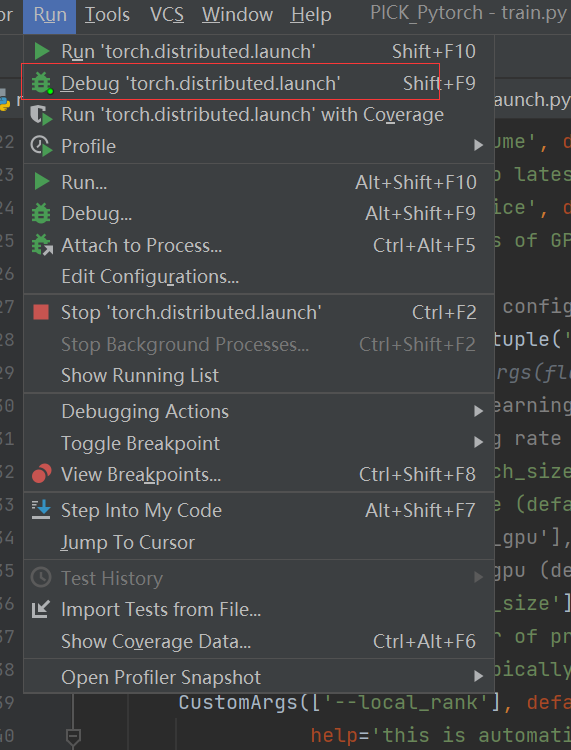 or Run Tools VCS Window Help PICK_Pytorch - train.py
Run 'torch.distributed.launch' Shift+F10
Debug 'torch.distributed.launch' Shift+F9
Run 'torch.distributed.launch' with Coverage aunch.py
Profile
22 ume', d
23 o lates
Run... Alt+Shift+F10
24 ice', d
Debug... Alt+Shift+F9
25 s of GP
Attach to Process... Ctrl+Alt+F5
26
Edit Configurations...
27 config
Stop 'torch.distributed.launch' Ctrl+F2
28 tuple('
Stop Background Processes... Ctrl+Shift+F2
29 rgs(fl
Show Running List
30 earning
Debugging Actions
31 g rate
Toggle Breakpoint
32 ch_size
View Breakpoints... Ctrl+Shift+F8
33 e (defa
Step Into My Code Alt+Shift+F7
34 _gpu'],
Jump To Cursor
35 gpu (de
Test History
36 _size']
Import Tests from File...
37 r of pr
Show Coverage Data... Ctrl+Alt+F6
38 pically
Open Profiler Snapshot
39 CustomArgs(['--local_rank'], defa
40 help='this is automati